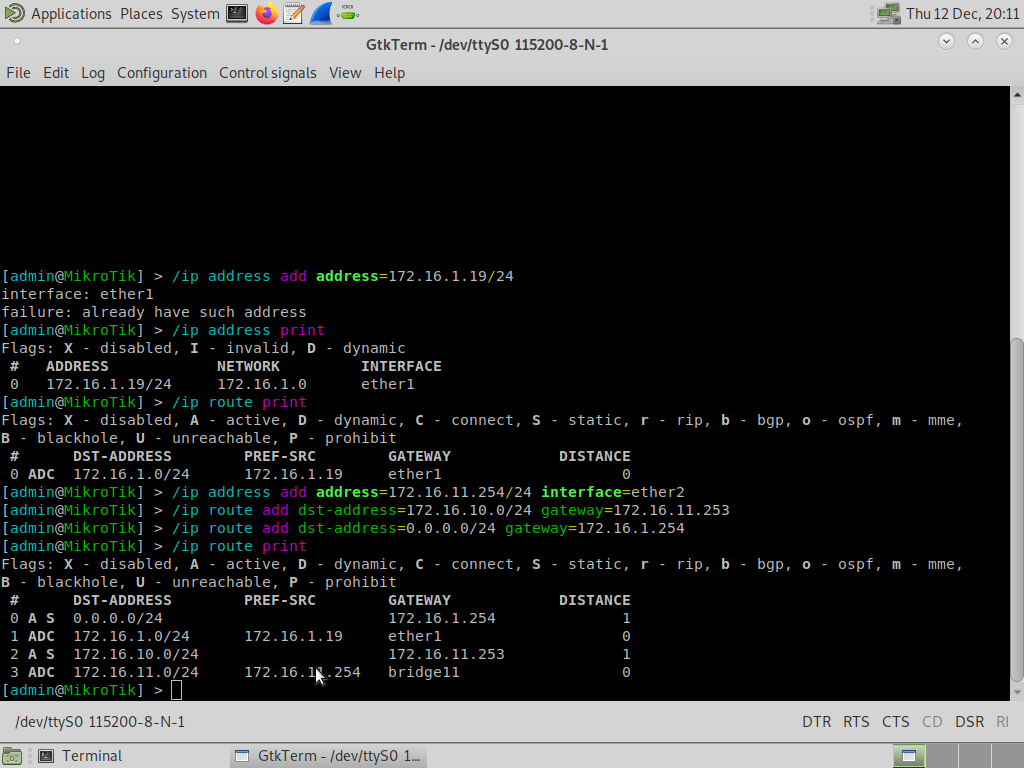 Applications Places System Thu 12 Dec, 20:11
GtkTerm - /dev/ttyS0 115200-8-N-1
File Edit Log Configuration Control signals View Help
[admin@MikroTik] > /ip address add address=172.16.1.19/24
interface: ether1
failure: already have such address
[admin@MikroTik] > /ip address print
Flags: X - disabled, I - invalid, D - dynamic
# ADDRESS NETWORK INTERFACE
0 172.16.1.19/24 172.16.1.0 ether1
[admin@MikroTik] > /ip route print
Flags: X - disabled, A - active, D - dynamic, C - connect, S - static, r - rip, b - bgp, o - ospf, m - mme,
B - blackhole, U - unreachable, P - prohibit
# DST-ADDRESS PREF-SRC GATEWAY DISTANCE
0 ADC 172.16.1.0/24 172.16.1.19 ether1 0
[admin@MikroTik] > /ip address add address=172.16.11.254/24 interface=ether2
[admin@MikroTik] > /ip route add dst-address=172.16.10.0/24 gateway=172.16.11.253
[admin@MikroTik] > /ip route add dst-address=0.0.0.0/24 gateway=172.16.1.254
[admin@MikroTik] > /ip route print
Flags: X - disabled, A - active, D - dynamic, C - connect, S - static, r - rip, b - bgp, o - ospf, m - mme,
B - blackhole, U - unreachable, P - prohibit
# DST-ADDRESS PREF-SRC GATEWAY DISTANCE
0 A S 0.0.0.0/24 172.16.1.254 1
1 ADC 172.16.1.0/24 172.16.1.19 ether1 0
2 A S 172.16.10.0/24 172.16.11.253 1
3 ADC 172.16.11.0/24 172.16.11.254 bridge11 0
[admin@MikroTik] >
/dev/ttyS0 115200-8-N-1 DTR RTS CTS CD DSR RI
Terminal GtkTerm - /dev/ttyS0 1...